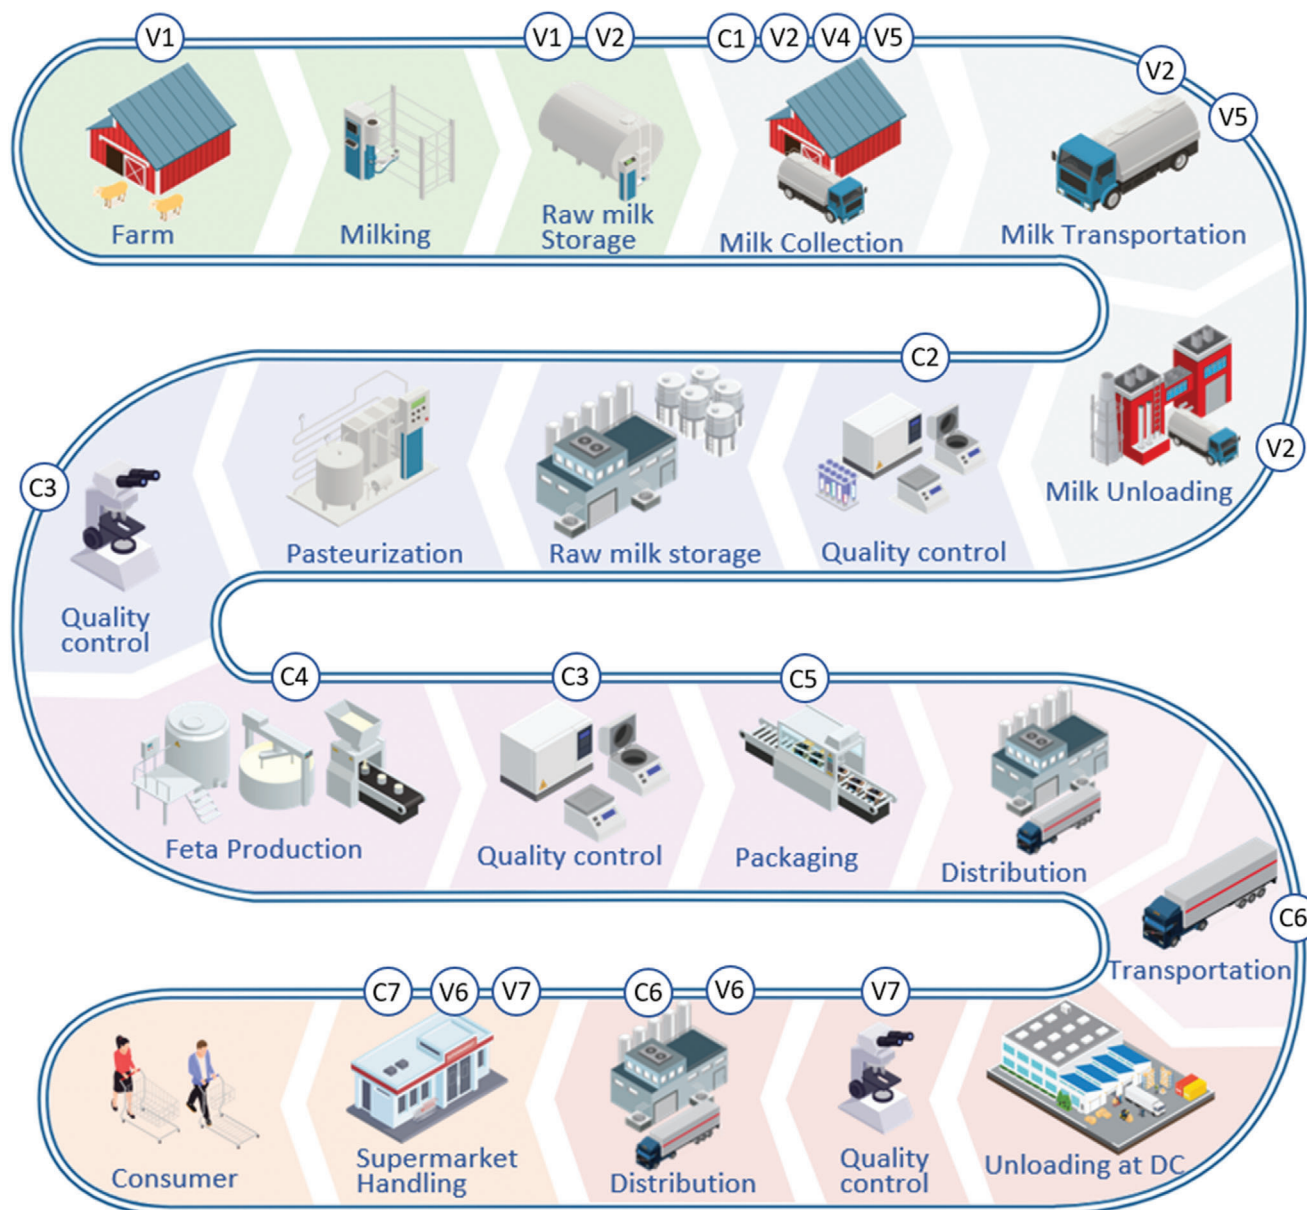 V1
V1
V2
C1
V2
V4
V5
V2
V5
Farm
Milking
Raw milk
Storage
Milk Collection
Milk Transportation
V2
Milk Unloading
C2
Quality control
Raw milk storage
Pasteurization
C3
Quality
control
C4
C3
C5
Feta Production
Quality control
Packaging
Distribution
C6
Transportation
Unloading at DC
V7
Quality
control
C6
V6
Distribution
C7
V6
V7
Supermarket
Handling
Consumer